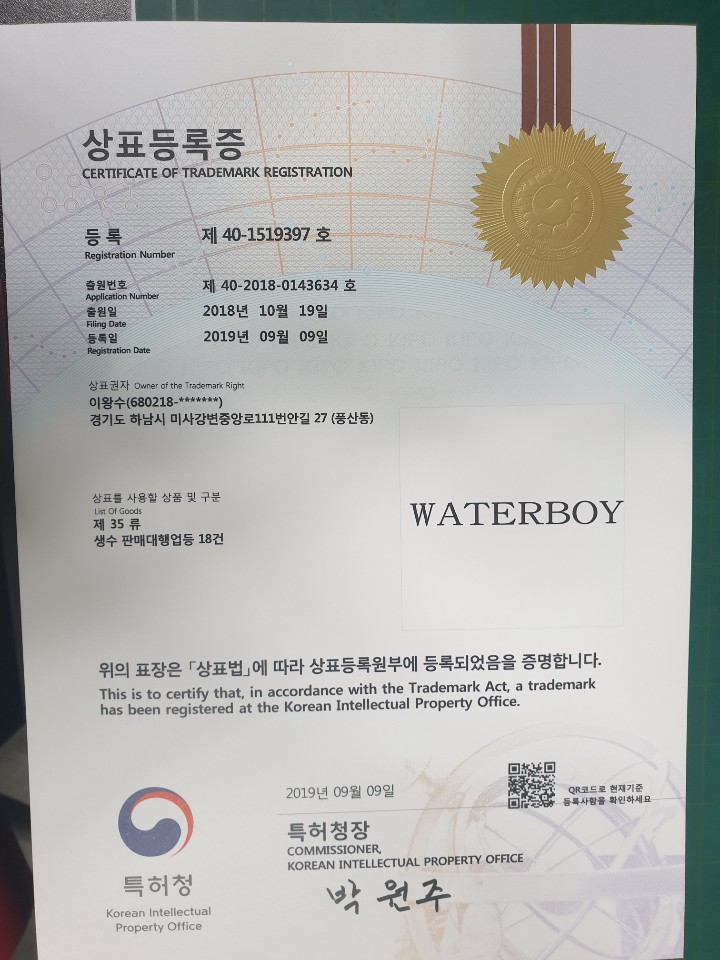 상표등록증
CERTIFICATE OF TRADEMARK REGISTRATION
등록 제 40-1519397 호
Registration Number
출원번호 제 40-2018-0143634 호
Application Number
출원일 2018년 10월 19일
Filing Date
등록일 2019년 09월 09일
Registration Date
상표권자 Owner of the Trademark Right
이왕수(680218-*******)
경기도 하남시 미사강변중앙로111번안길 27 (풍산동)
상표를 사용할 상품 및 구분
List Of Goods
제 35 류
생수 판매대행업등 18건
WATERBOY
위의 표장은 「상표법」에 따라 상표등록원부에 등록되었음을 증명합니다.
This is to certify that, in accordance with the Trademark Act, a trademark
has been registered at the Korean Intellectual Property Office.
2019년 09월 09일
QR코드로 현재기준
등록사항을 확인하세요
특허청장
COMMISSIONER,
KOREAN INTELLECTUAL PROPERTY OFFICE
박원주
특허청
Korean Intellectual
Property Office